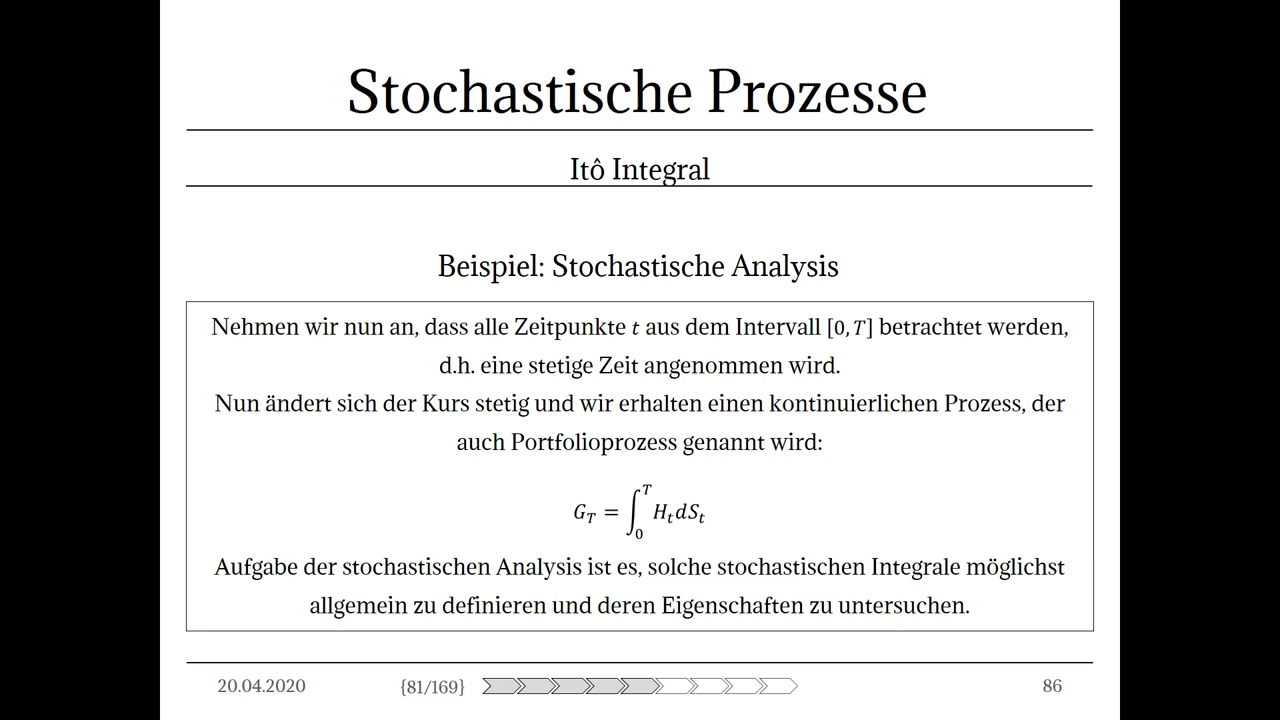 Stochastische Prozesse
Itô Integral
Beispiel: Stochastische Analysis
Nehmen wir nun an, dass alle Zeitpunkte t aus dem Intervall [0, T] betrachtet werden,
d.h. eine stetige Zeit angenommen wird.
Nun ändert sich der Kurs stetig und wir erhalten einen kontinuierlichen Prozess, der
auch Portfolioprozess genannt wird:
G_T = ∫_0^T H_t dS_t
Aufgabe der stochastischen Analysis ist es, solche stochastischen Integrale möglichst
allgemein zu definieren und deren Eigenschaften zu untersuchen.
20.04.2020 {81/169} 86